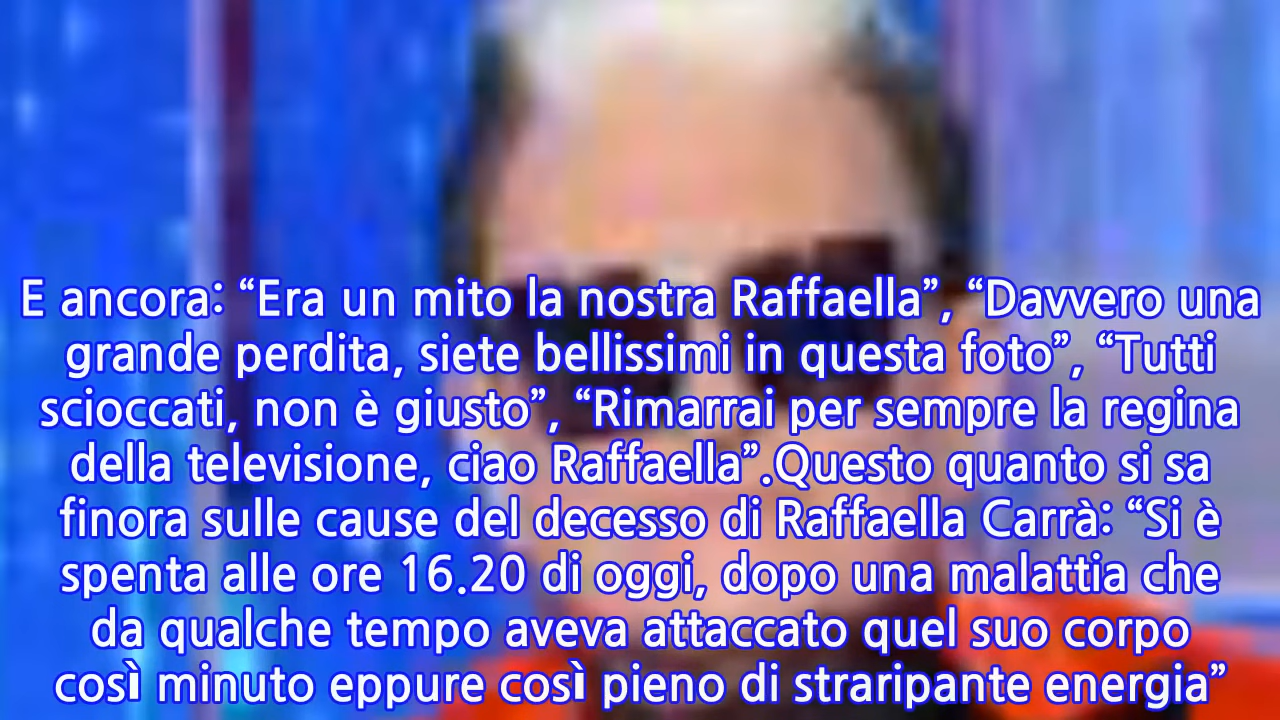 E ancora: “Era un mito la nostra Raffaella”, “Davvero una
grande perdita, siete bellissimi in questa foto”, “Tutti
scioccati, non è giusto”, “Rimarrai per sempre la regina
della televisione, ciao Raffaella”.Questo quanto si sa
finora sulle cause del decesso di Raffaella Carrà: “Si è
spenta alle ore 16.20 di oggi, dopo una malattia che
da qualche tempo aveva attaccato quel suo corpo
così minuto eppure così pieno di straripante energia”